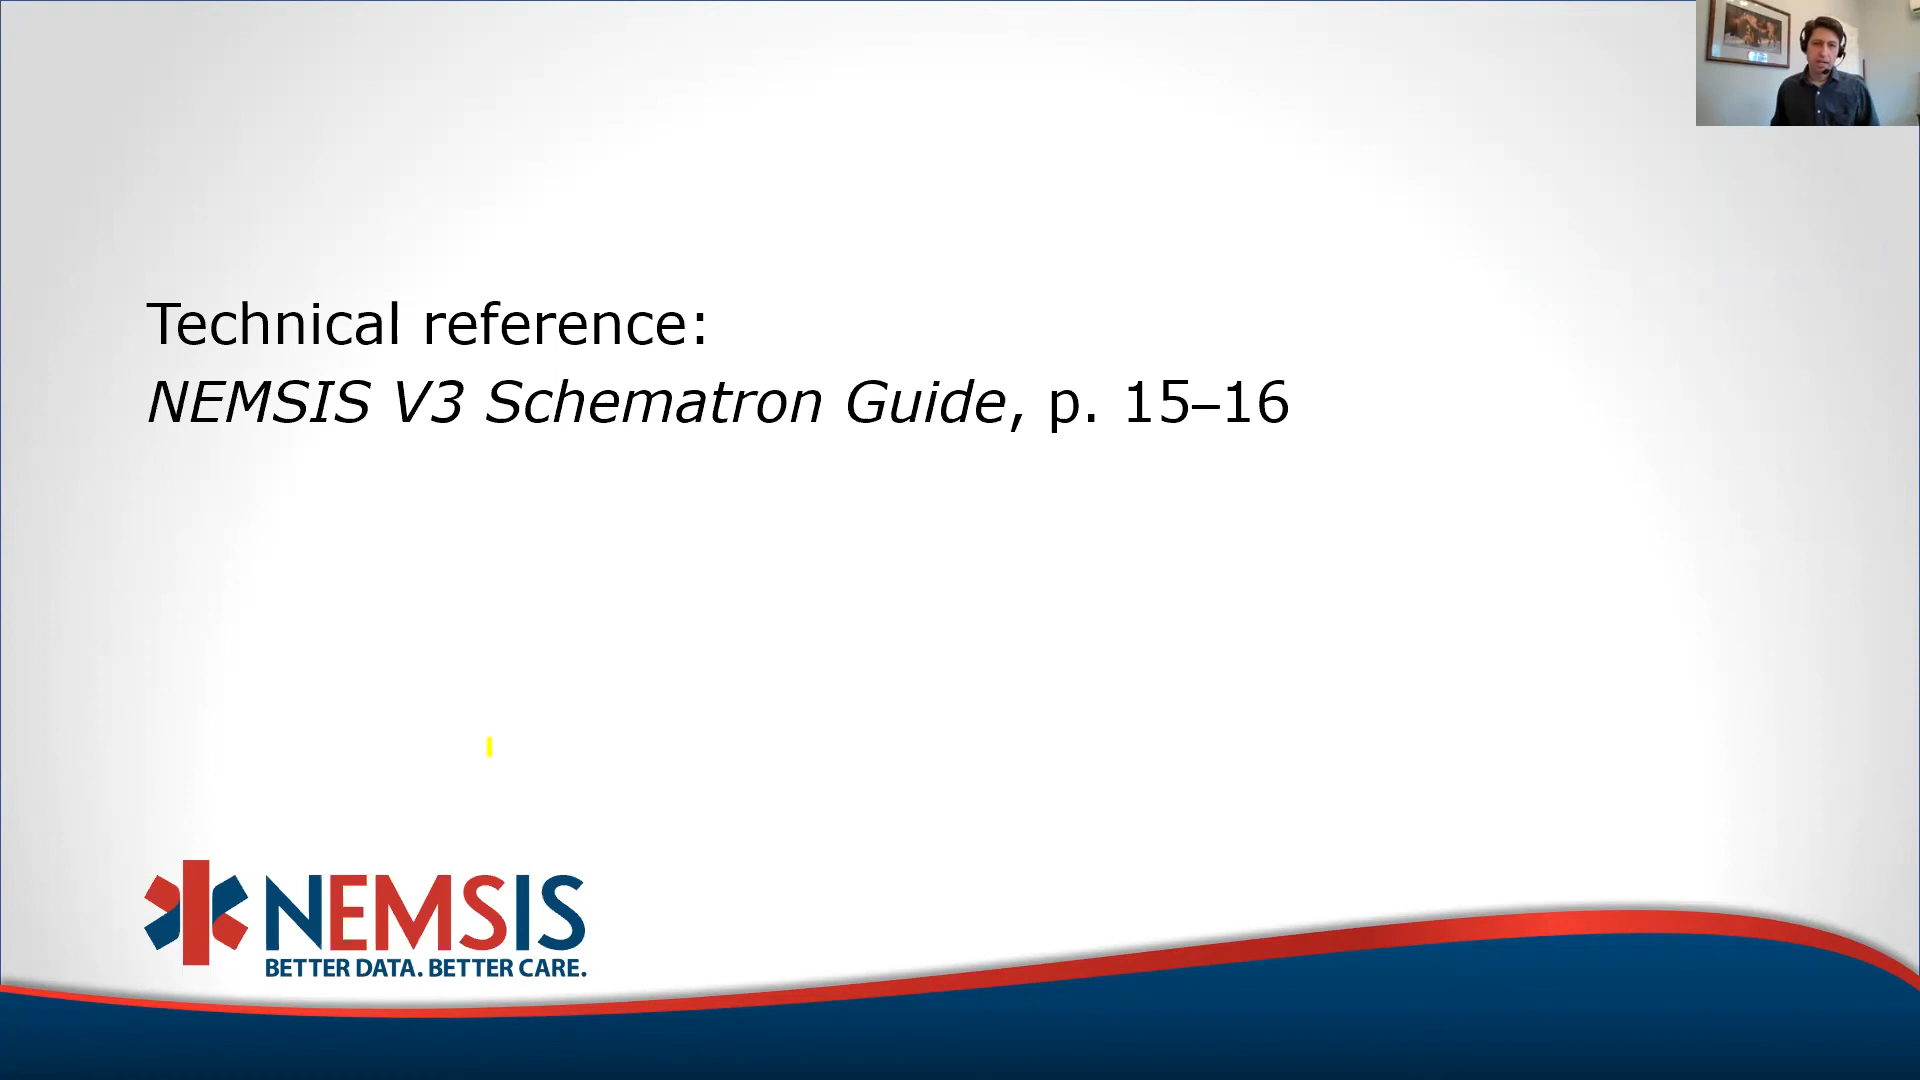 Technical reference:
NEMSIS V3 Schematron Guide, p. 15–16
NEMSIS
BETTER DATA. BETTER CARE.